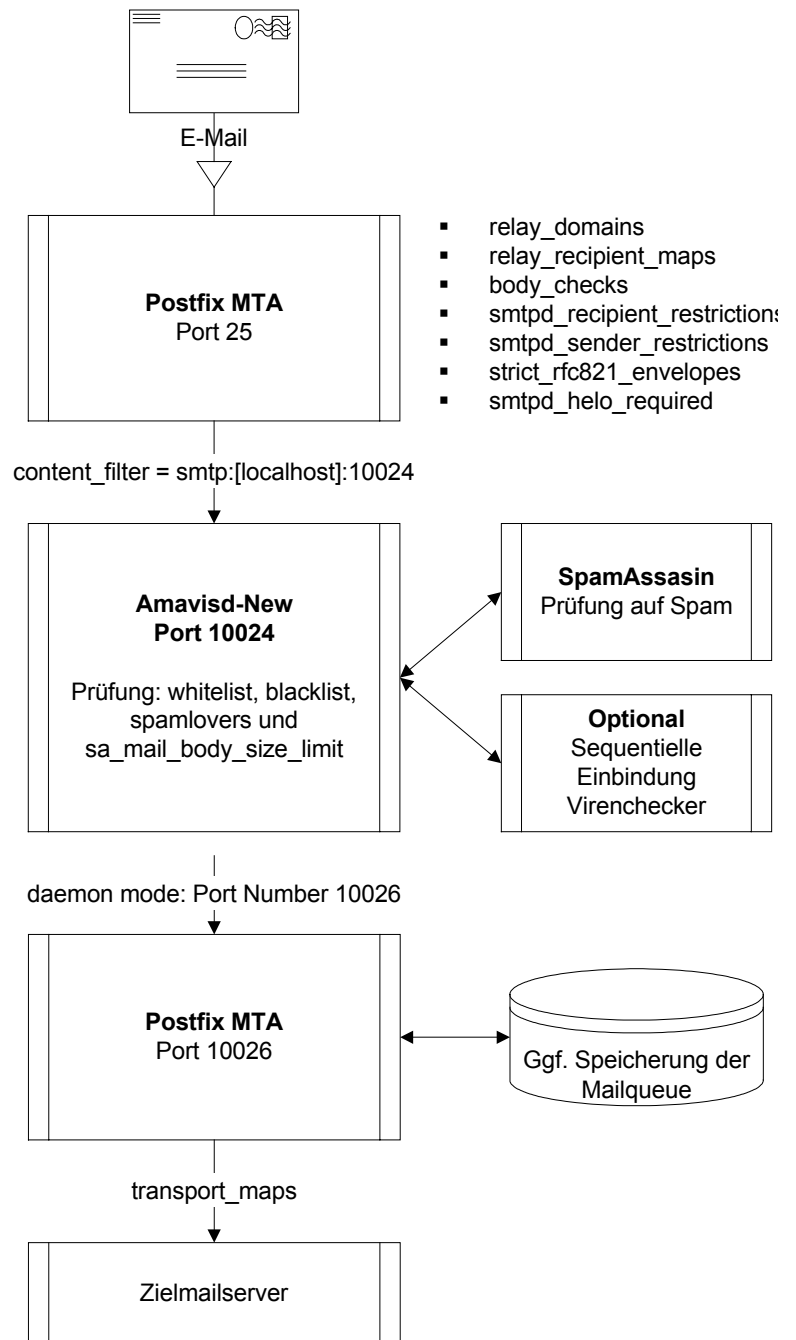 E-Mail
Postfix MTA
Port 25
▪ relay_domains
▪ relay_recipient_maps
▪ body_checks
▪ smtpd_recipient_restrictions
▪ smtpd_sender_restrictions
▪ strict_rfc821_envelopes
▪ smtpd_helo_required
content_filter = smtp:[localhost]:10024
Amavisd-New
Port 10024
Prüfung: whitelist, blacklist,
spamlovers und
sa_mail_body_size_limit
SpamAssasin
Prüfung auf Spam
Optional
Sequentielle
Einbindung
Virenchecker
daemon mode: Port Number 10026
Postfix MTA
Port 10026
Ggf. Speicherung der
Mailqueue
transport_maps
Zielmailserver